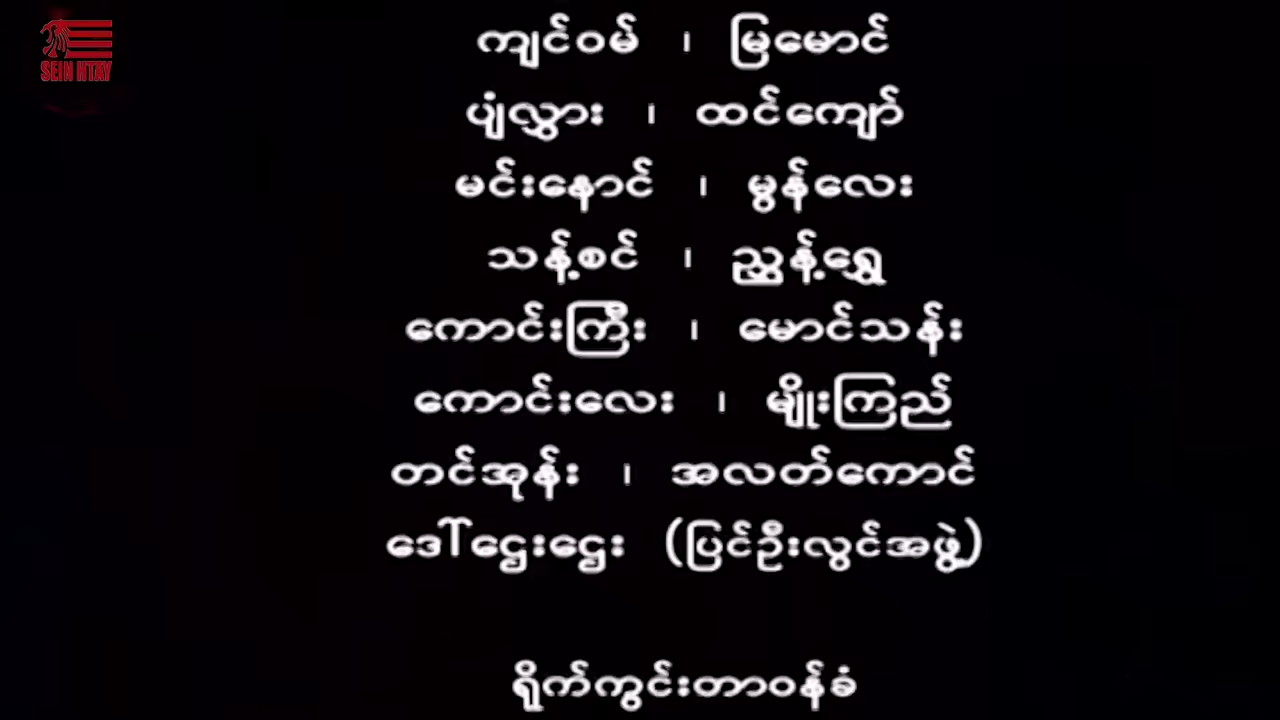 SEIN HTAY
ကျင်ဝမ် ၊ မြမောင်
ပျံလွှား ၊ ထင်ကျော်
မင်းနောင် ၊ မွန်လေး
သန့်စင် ၊ ညွှန့်ရွှေ
ကောင်းကြီး ၊ မောင်သန်း
ကောင်းလေး ၊ မျိုးကြည်
တင်အုန်း ၊ အလတ်ကောင်
ဒေါ်ဌေးဌေး (ပြင်ဦးလွင်အဖွဲ့)
ရိုက်ကွင်းတာဝန်ခံ